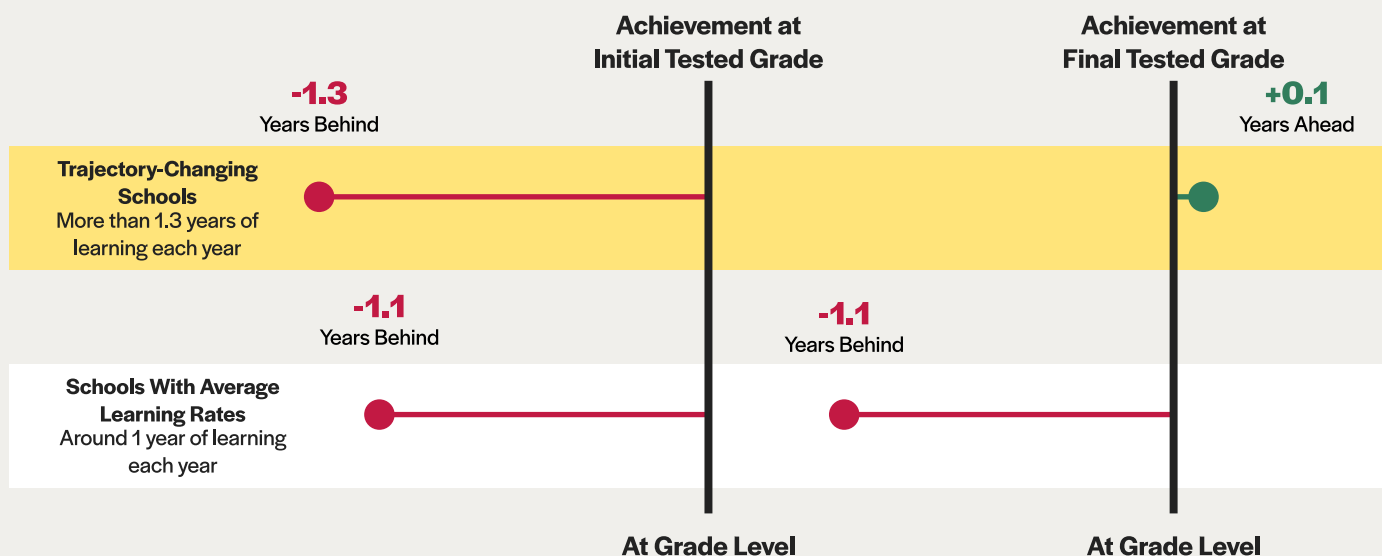 Achievement at
Initial Tested Grade
Achievement at
Final Tested Grade
-1.3
Years Behind
+0.1
Years Ahead
Trajectory-Changing
Schools
More than 1.3 years of
learning each year
-1.1
Years Behind
-1.1
Years Behind
Schools With Average
Learning Rates
Around 1 year of learning
each year
At Grade Level
At Grade Level